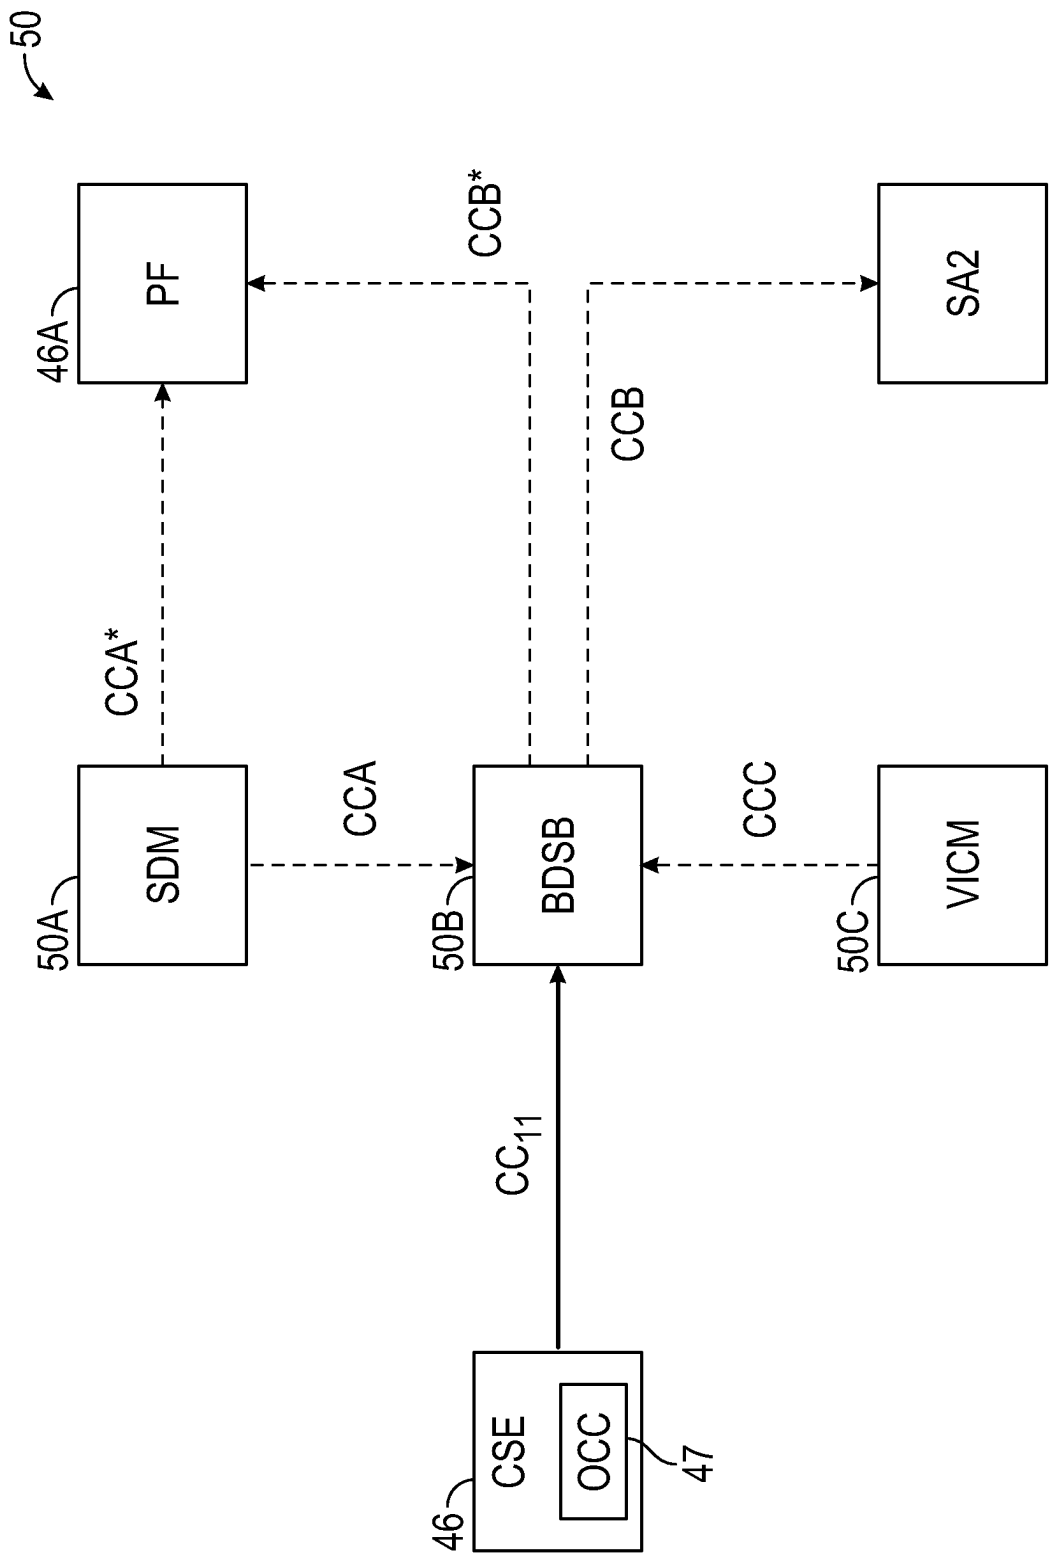 50
50A
46A
CCA*
SDM
PF
CCA
46
50B
CCB*
CSE
CC11
BDSB
OCC
CCB
47
CCC
50C
VICM
SA2